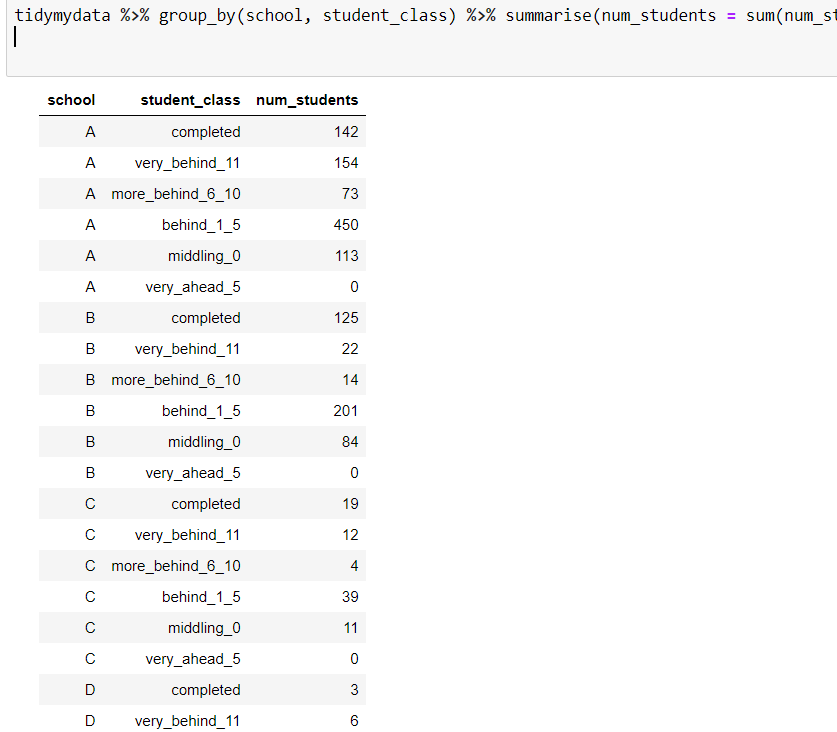 tidymydata %>% group_by(school, student_class) %>% summarise(num_students = sum(num_st
school student_class num_students
A completed 142
A very_behind_11 154
A more_behind_6_10 73
A behind_1_5 450
A middling_0 113
A very_ahead_5 0
B completed 125
B very_behind_11 22
B more_behind_6_10 14
B behind_1_5 201
B middling_0 84
B very_ahead_5 0
C completed 19
C very_behind_11 12
C more_behind_6_10 4
C behind_1_5 39
C middling_0 11
C very_ahead_5 0
D completed 3
D very_behind_11 6